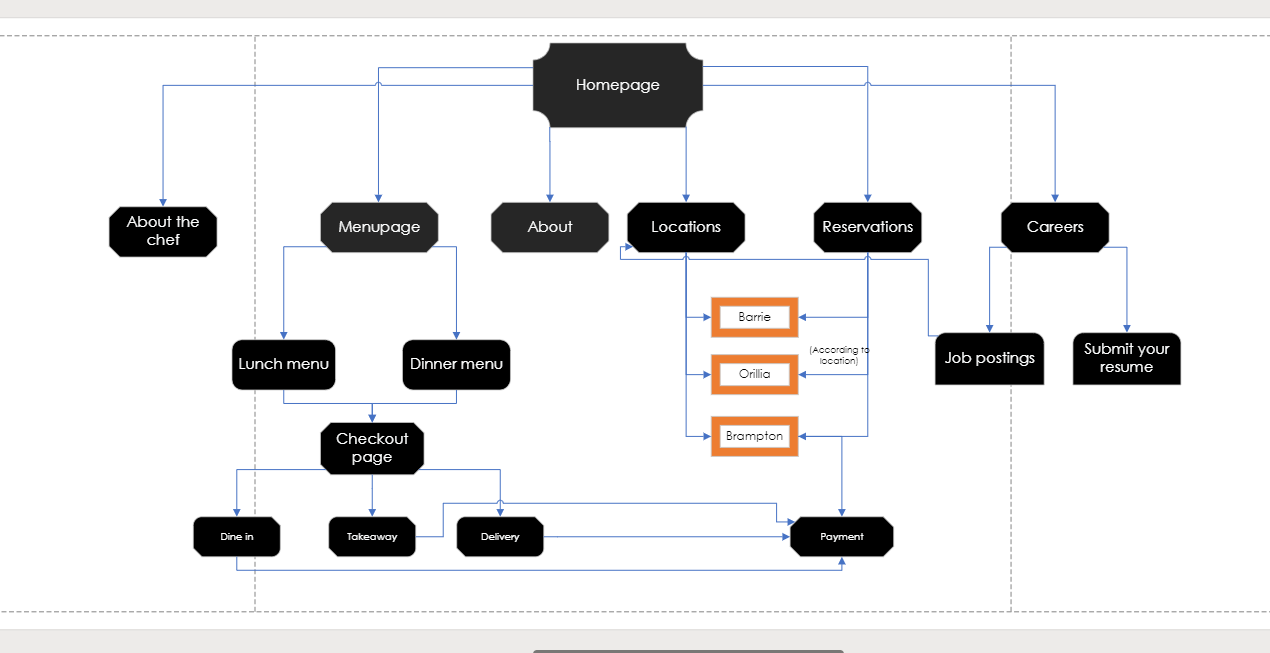 Homepage
About the
chef
Menupage
About
Locations
Reservations
Careers
Barrie
(According to
location)
Orillia
Brampton
Lunch menu
Dinner menu
Job postings
Submit your
resume
Checkout
page
Dine in
Takeaway
Delivery
Payment